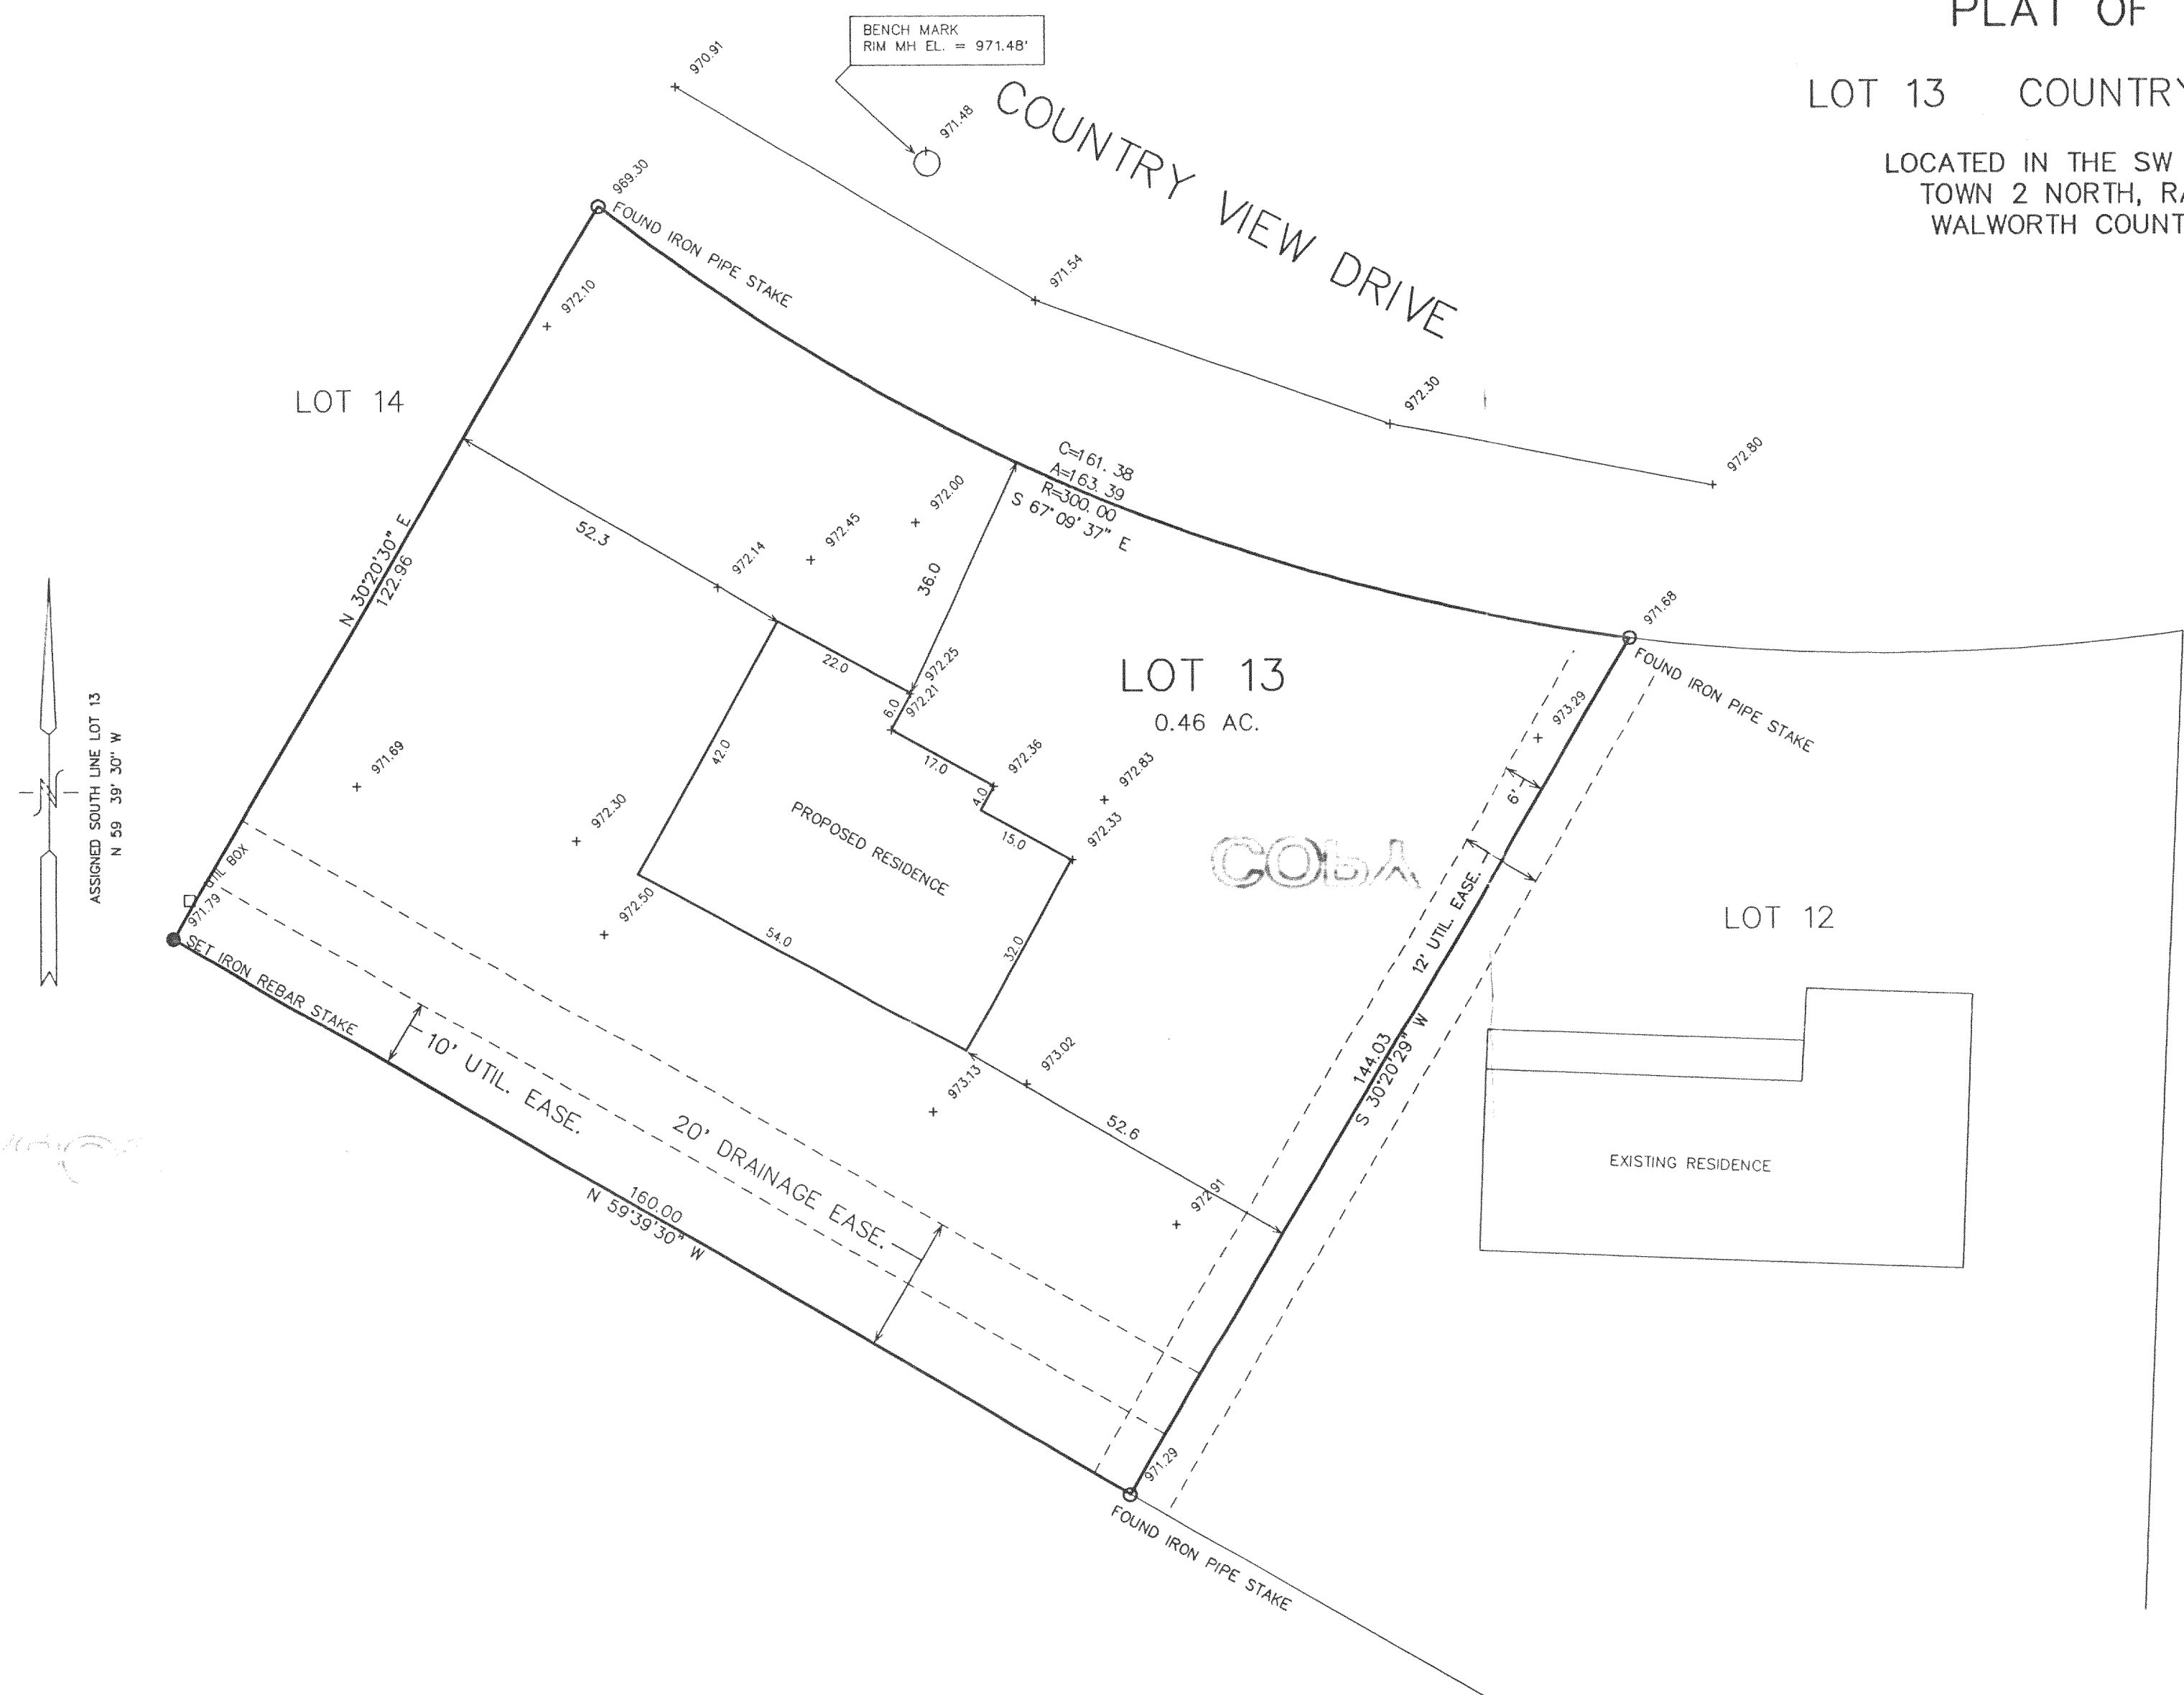 PLAT OF
LOT 13 COUNTRY
LOCATED IN THE SW
TOWN 2 NORTH, RA
WALWORTH COUNT
BENCH MARK
RIM MH EL. = 971.48'
970.91
971.48
COUNTRY VIEW DRIVE
969.30
FOUND IRON PIPE STAKE
971.54
972.10
972.30
972.80
LOT 14
C=161.38
A=163.39
R=300.00
S 67°09'37" E
972.00
972.45
972.14
52.3
36.0
N 30°20'30" E
122.96
971.68
FOUND IRON PIPE STAKE
22.0
972.25
972.21
6.0
LOT 13
0.46 AC.
973.29
ASSIGNED SOUTH LINE LOT 13
N 59 39' 30" W
N
971.69
42.0
17.0
972.36
4.0
972.83
972.33
15.0
6'
972.30
PROPOSED RESIDENCE
COPY
UTIL BOX
971.79
972.50
54.0
32.0
12' UTIL. EASE.
LOT 12
SET IRON REBAR STAKE
10' UTIL. EASE.
973.02
973.13
144.03
S 30°20'29" W
20' DRAINAGE EASE.
52.6
EXISTING RESIDENCE
972.91
160.00
N 59°39'30" W
971.29
FOUND IRON PIPE STAKE